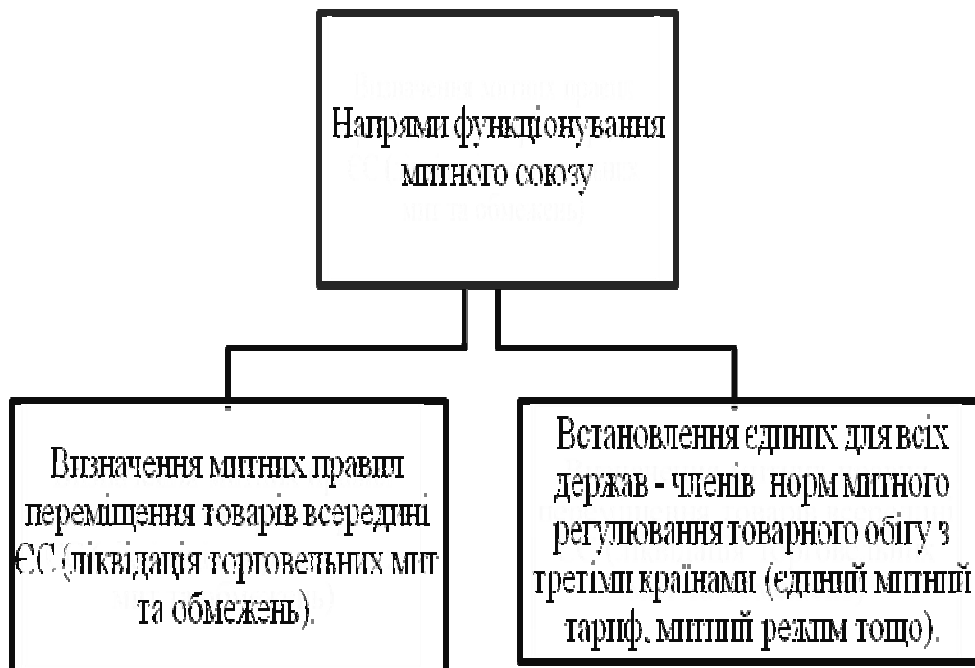 Напрями функціонування
митного союзу
Визначення митних правил
переміщення товарів всередині
ЄС (ліквідація торговельних мит
та обмежень).
Встановлення єдиних для всіх
держав - членів норм митного
регулювання товарного обігу з
третіми країнами (єдиний митний
тариф, митний режим тощо).